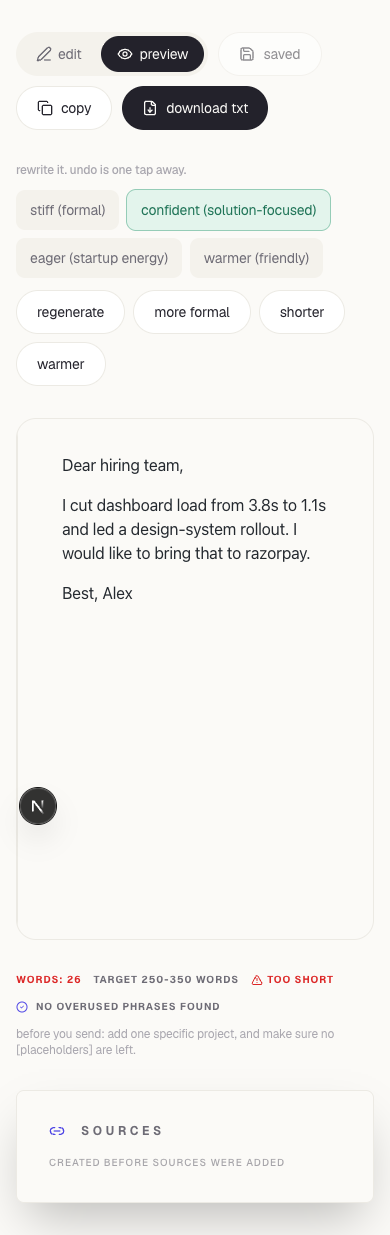 edit preview saved
copy download txt
rewrite it. undo is one tap away.
stiff (formal) confident (solution-focused)
eager (startup energy) warmer (friendly)
regenerate more formal shorter
warmer
Dear hiring team,
I cut dashboard load from 3.8s to 1.1s
and led a design-system rollout. I
would like to bring that to razorpay.
Best, Alex
N
WORDS: 26 TARGET 250-350 WORDS TOO SHORT
NO OVERUSED PHRASES FOUND
before you send: add one specific project, and make sure no
[placeholders] are left.
SOURCES
CREATED BEFORE SOURCES WERE ADDED